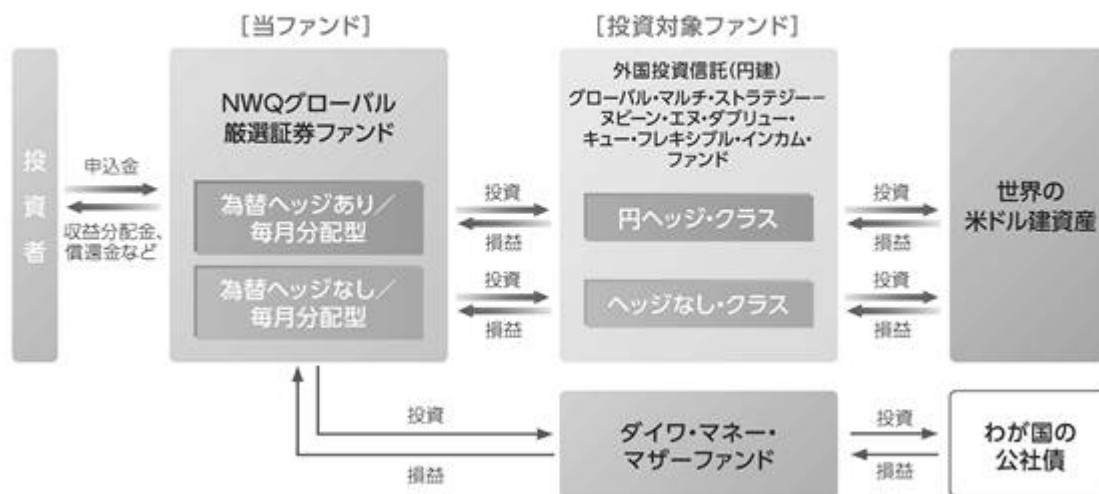 [当ファンド]
[投資対象ファンド]
投資者
申込金
収益分配金、
償還金など
NWQグローバル
厳選証券ファンド
為替ヘッジあり／
毎月分配型
為替ヘッジなし／
毎月分配型
投資
損益
投資
損益
外国投資信託(円建)
グローバル・マルチ・ストラテジー－
ヌビーン・エヌ・ダブリュー・
キュー・フレキシブル・インカム・
ファンド
円ヘッジ・クラス
ヘッジなし・クラス
投資
損益
投資
損益
世界の
米ドル建資産
投資
損益
ダイワ・マネー・
マザーファンド
投資
損益
わが国の
公社債